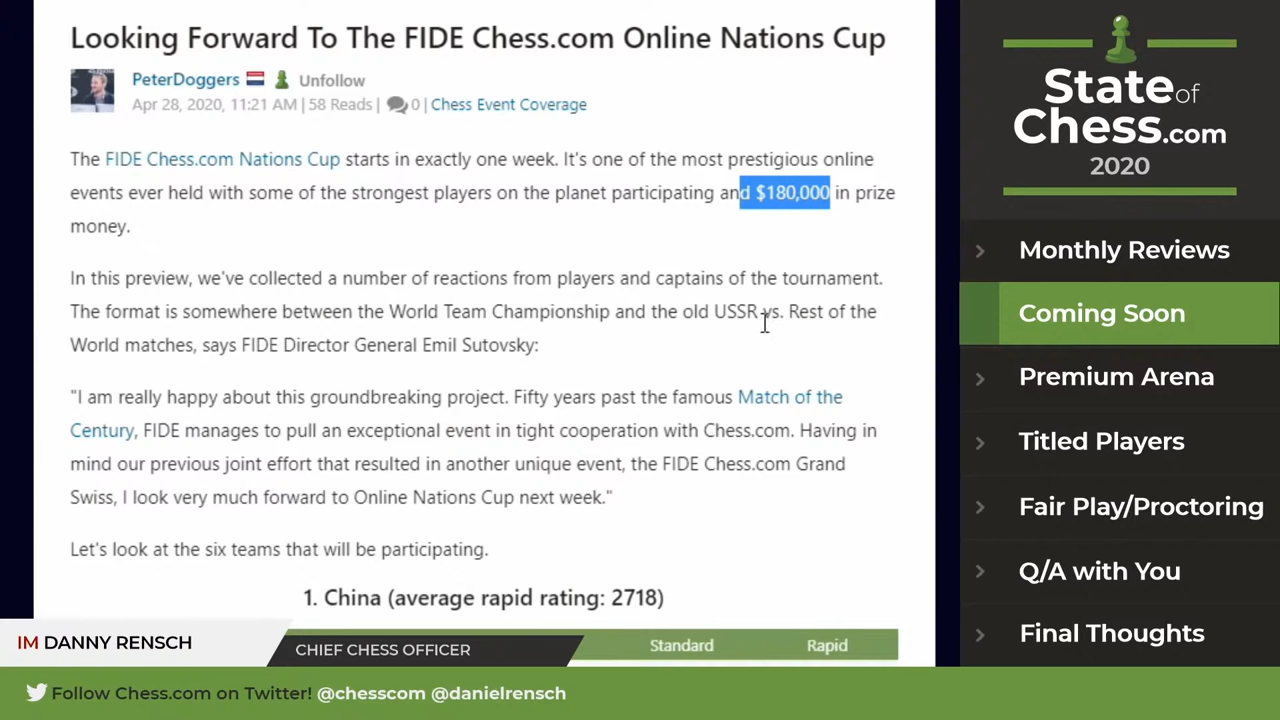 Looking Forward To The FIDE Chess.com Online Nations Cup
PeterDoggers Unfollow
Apr 28, 2020, 11:21 AM | 58 Reads | 0 | Chess Event Coverage
The FIDE Chess.com Nations Cup starts in exactly one week. It's one of the most prestigious online
events ever held with some of the strongest players on the planet participating and $180,000 in prize
money.
In this preview, we've collected a number of reactions from players and captains of the tournament.
The format is somewhere between the World Team Championship and the old USSR vs. Rest of the
World matches, says FIDE Director General Emil Sutovsky:
"I am really happy about this groundbreaking project. Fifty years past the famous Match of the
Century, FIDE manages to pull an exceptional event in tight cooperation with Chess.com. Having in
mind our previous joint effort that resulted in another unique event, the FIDE Chess.com Grand
Swiss, I look very much forward to Online Nations Cup next week."
Let's look at the six teams that will be participating.
1. China (average rapid rating: 2718)
Standard Rapid
State of
Chess.com
2020
Monthly Reviews
Coming Soon
Premium Arena
Titled Players
Fair Play/Proctoring
Q/A with You
Final Thoughts
IM DANNY RENSCH
CHIEF CHESS OFFICER
Follow Chess.com on Twitter! @chesscom @danielrensch